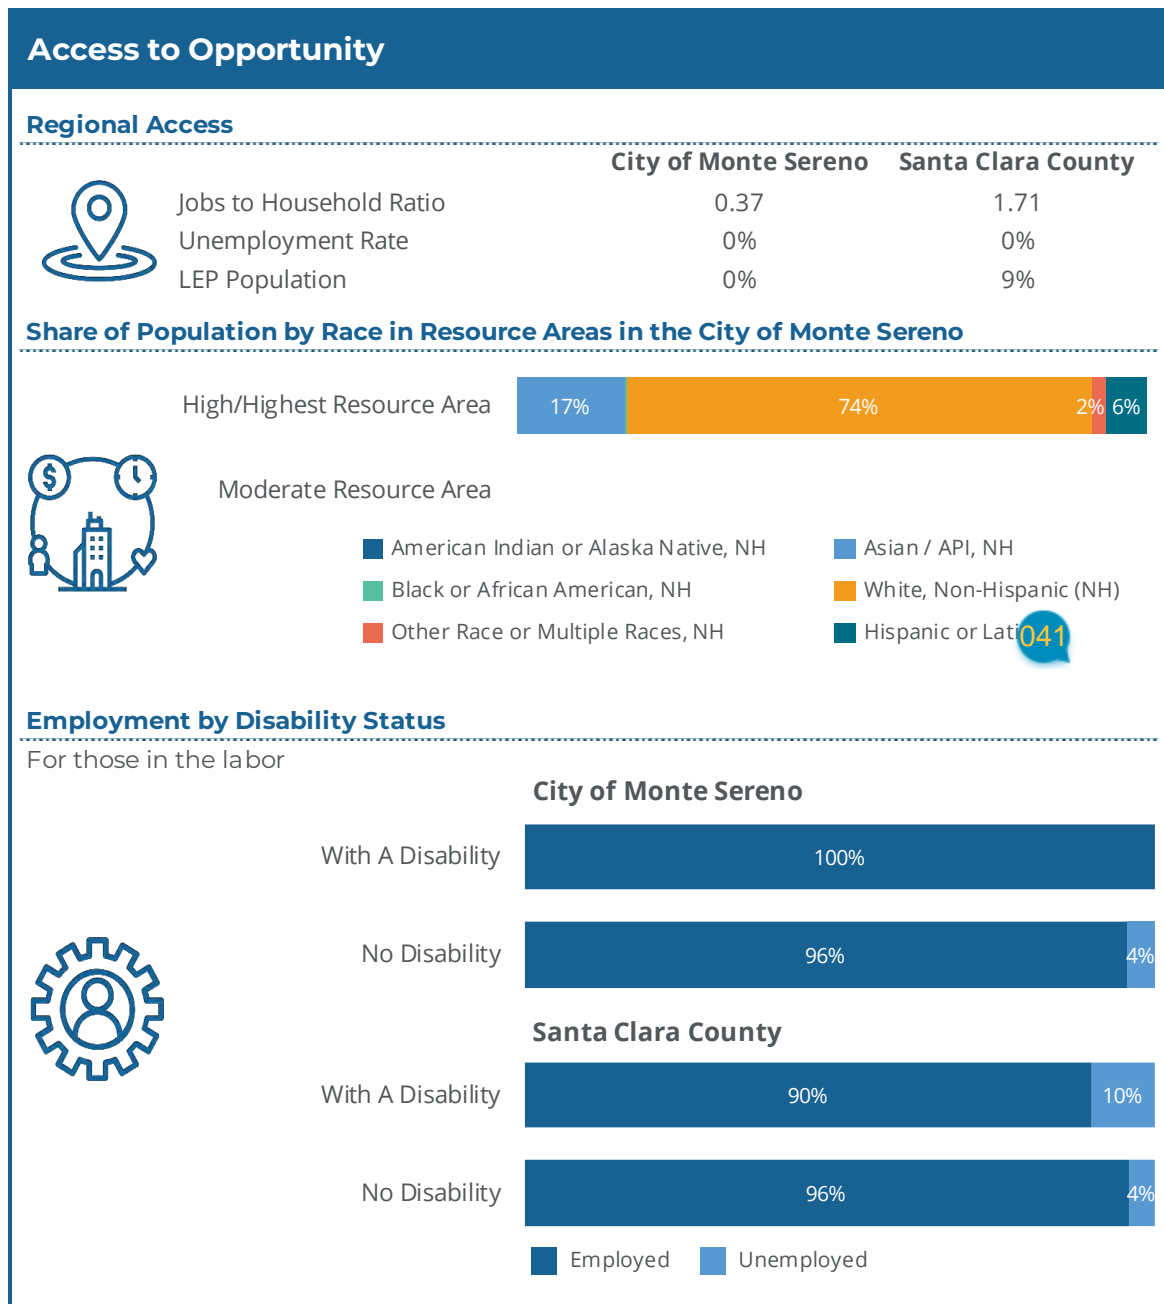 Access to Opportunity
Regional Access
City of Monte Sereno Santa Clara County
Jobs to Household Ratio 0.37 1.71
Unemployment Rate 0% 0%
LEP Population 0% 9%
Share of Population by Race in Resource Areas in the City of Monte Sereno
High/Highest Resource Area 17% 74% 2% 6%
$
Moderate Resource Area
American Indian or Alaska Native, NH Asian / API, NH
Black or African American, NH White, Non-Hispanic (NH)
Other Race or Multiple Races, NH Hispanic or Lati 041
Employment by Disability Status
For those in the labor
City of Monte Sereno
With A Disability 100%
No Disability 96% 4%
Santa Clara County
With A Disability 90% 10%
No Disability 96% 4%
Employed Unemployed